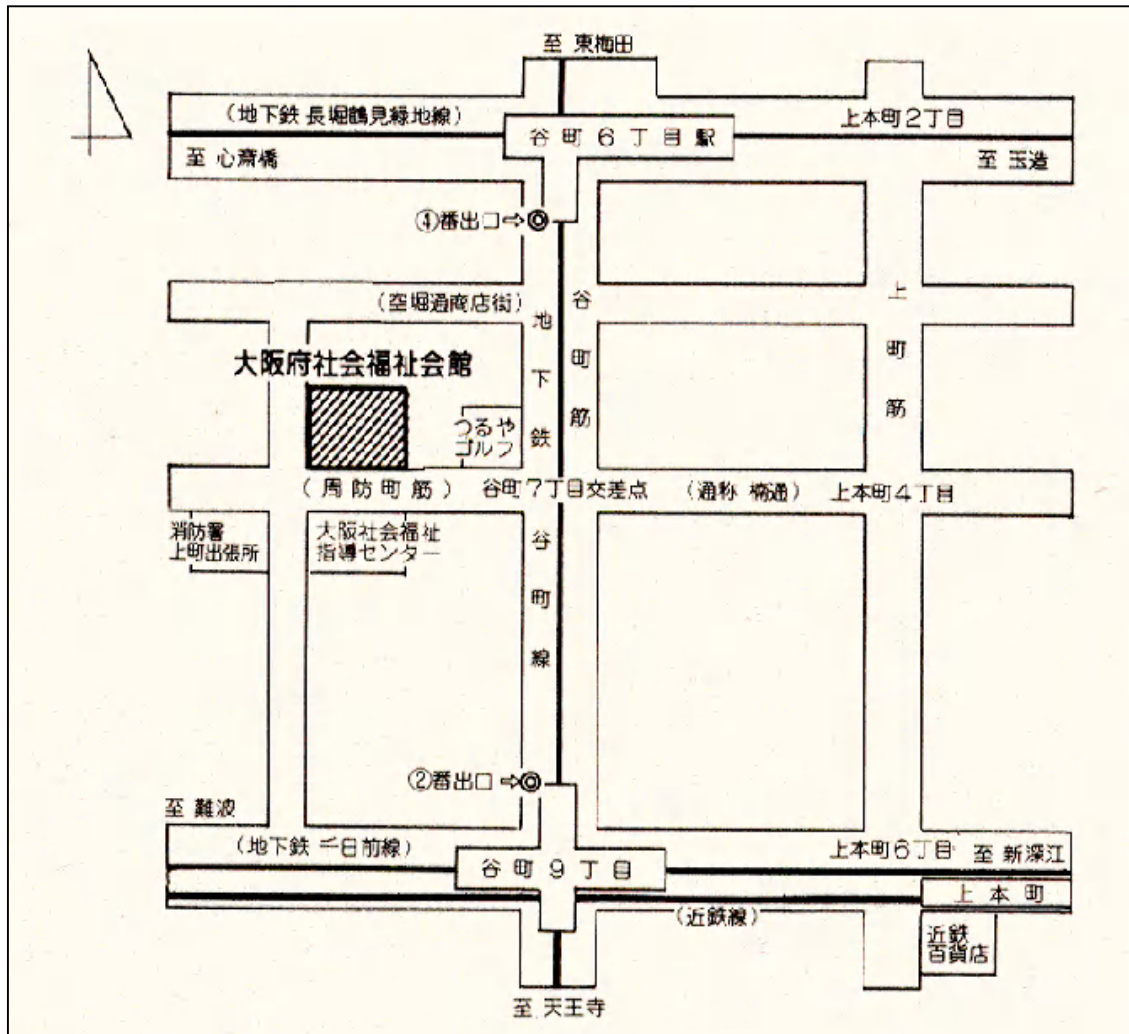 至 東梅田
(地下鉄 長堀鶴見緑地線)
上本町2丁目
谷町6丁目駅
至 心斎橋
至 玉造
④番出口⇨◎
(空堀通商店街)
地下鉄
谷町筋
上町筋
大阪府社会福祉会館
つるや
ゴルフ
(周防町筋)
谷町7丁目交差点
(通称 楠通)
上本町4丁目
消防署
上町出張所
大阪社会福祉
指導センター
谷町線
②番出口⇨◎
至 難波
(地下鉄 千日前線)
上本町6丁目
至 新深江
谷町9丁目
上本町
(近鉄線)
近鉄
百貨店
至 天王寺